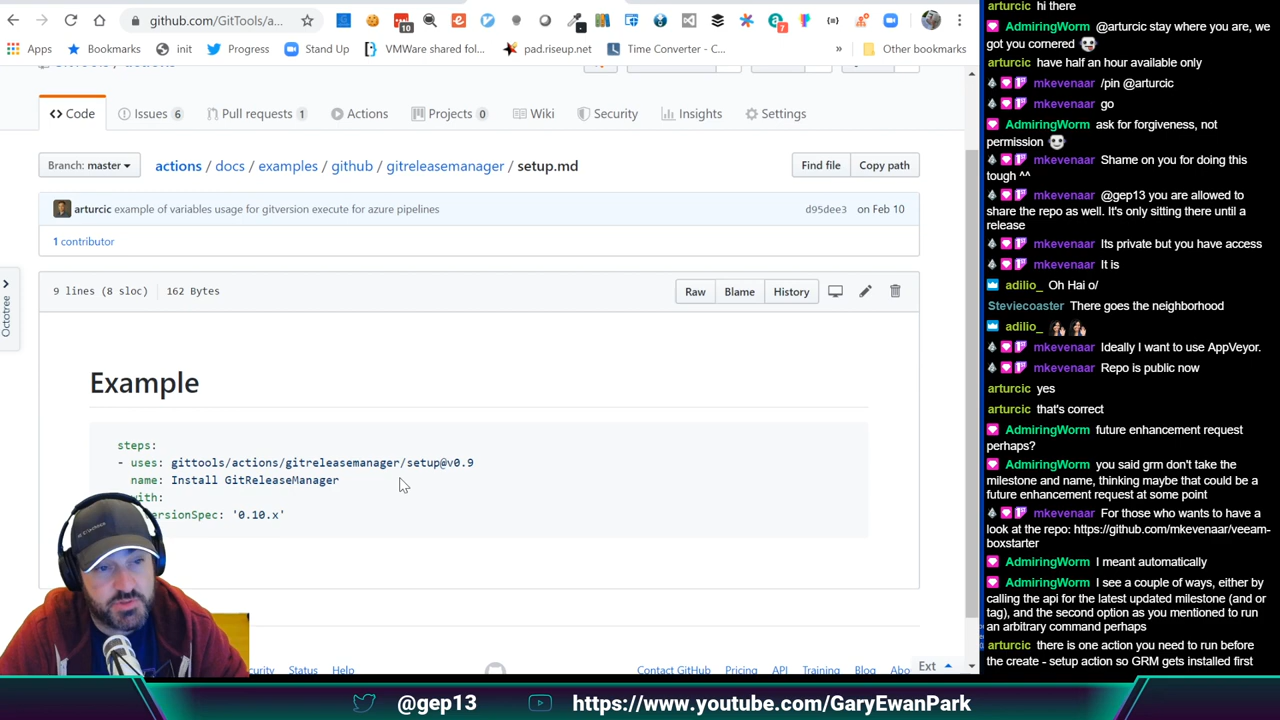 github.com/GitTools/a...
10
7
Apps
Bookmarks
init
Progress
Stand Up
VMWare shared fol...
pad.riseup.net
Time Converter - C...
»
Other bookmarks
Code
Issues 6
Pull requests 1
Actions
Projects 0
Wiki
Security
Insights
Settings
Branch: master
actions / docs / examples / github / gitreleasemanager / setup.md
Find file
Copy path
arturcic example of variables usage for gitversion execute for azure pipelines
d95dee3 on Feb 10
1 contributor
Octotree
9 lines (8 sloc) 162 Bytes
Raw
Blame
History
Example
steps:
- uses: gittools/actions/gitreleasemanager/setup@v0.9
name: Install GitReleaseManager
with:
versionSpec: '0.10.x'
curity
Status
Help
Contact GitHub
Pricing
API
Training
Blog
Abo
Ext
arturcic hi there
AdmiringWorm @arturcic stay where you are, we
got you cornered
arturcic have half an hour available only
mkevenaar /pin @arturcic
mkevenaar go
AdmiringWorm ask for forgiveness, not
permission
mkevenaar Shame on you for doing this
tough ^^
mkevenaar @gep13 you are allowed to
share the repo as well. It's only sitting there until a
release
mkevenaar Its private but you have access
mkevenaar It is
adilio_ Oh Hai o/
Steviecoaster There goes the neighborhood
adilio_
mkevenaar Ideally I want to use AppVeyor.
mkevenaar Repo is public now
arturcic yes
arturcic that's correct
AdmiringWorm future enhancement request
perhaps?
AdmiringWorm you said grm don't take the
milestone and name, thinking maybe that could be a
future enhancement request at some point
mkevenaar For those who wants to have a
look at the repo: https://github.com/mkevenaar/veeam-
boxstarter
AdmiringWorm I meant automatically
AdmiringWorm I see a couple of ways, either by
calling the api for the latest updated milestone (and or
tag), and the second option as you mentioned to run
an arbitrary command perhaps
arturcic there is one action you need to run before
the create - setup action so GRM gets installed first
@gep13
https://www.youtube.com/GaryEwanPark